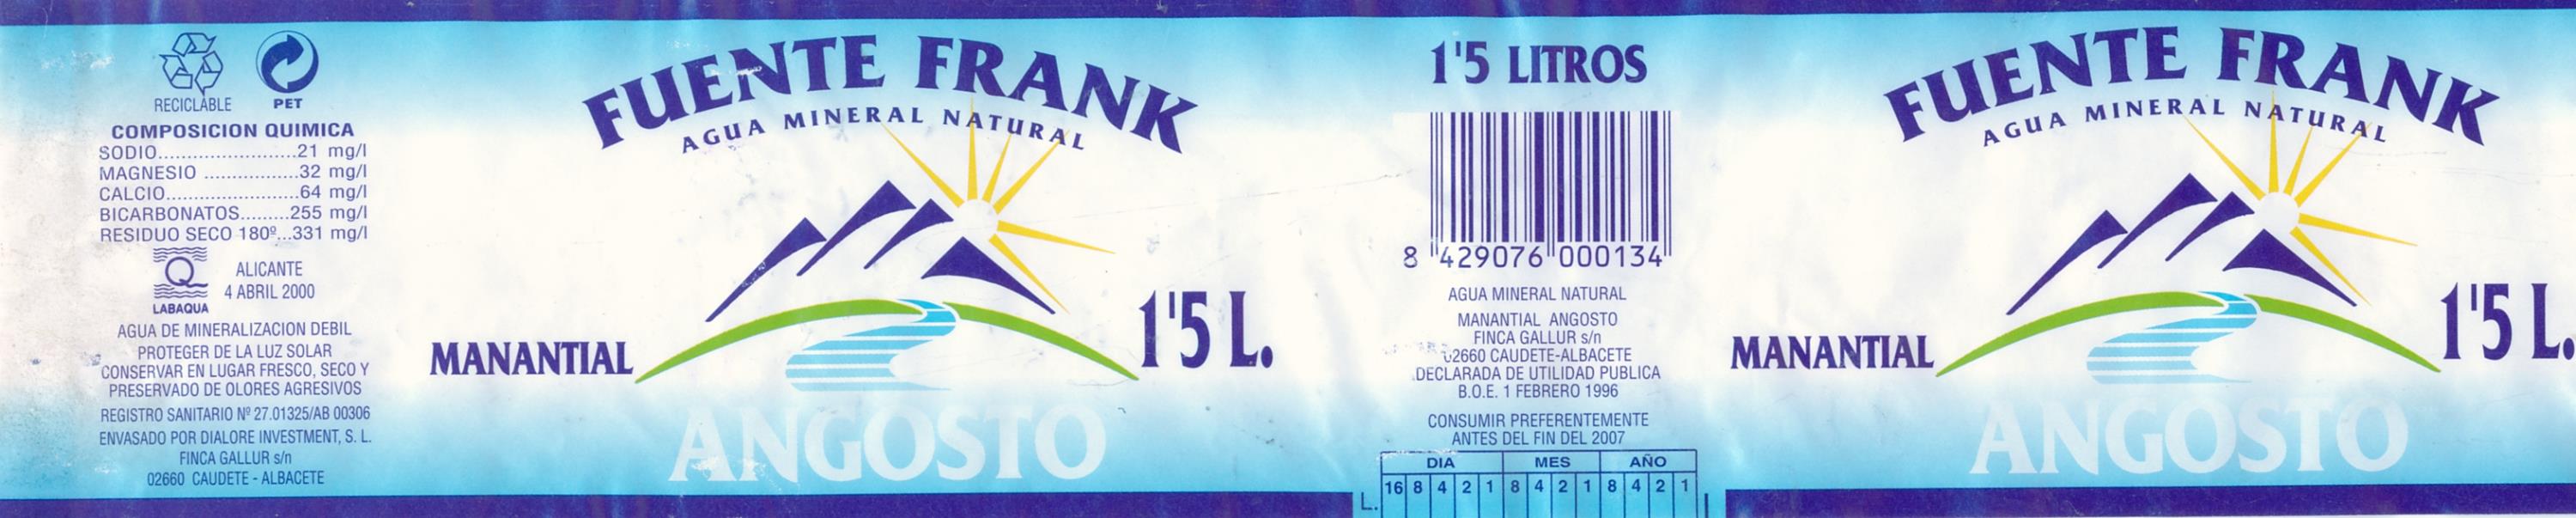 RECICLABLE
PET
COMPOSICION QUIMICA
SODIO........................21 mg/l
MAGNESIO .................32 mg/l
CALCIO.......................64 mg/l
BICARBONATOS.........255 mg/l
RESIDUO SECO 180º...331 mg/l
Q
LABAQUA
ALICANTE
4 ABRIL 2000
AGUA DE MINERALIZACION DEBIL
PROTEGER DE LA LUZ SOLAR
CONSERVAR EN LUGAR FRESCO, SECO Y
PRESERVADO DE OLORES AGRESIVOS
REGISTRO SANITARIO Nº 27.01325/AB 00306
ENVASADO POR DIALORE INVESTMENT, S. L.
FINCA GALLUR s/n
02660 CAUDETE - ALBACETE
FUENTE FRANK
AGUA MINERAL NATURAL
MANANTIAL
1'5 L.
ANGOSTO
1'5 LITROS
8 429076 000134
AGUA MINERAL NATURAL
MANANTIAL ANGOSTO
FINCA GALLUR s/n
02660 CAUDETE-ALBACETE
DECLARADA DE UTILIDAD PUBLICA
B.O.E. 1 FEBRERO 1996
CONSUMIR PREFERENTEMENTE
ANTES DEL FIN DEL 2007
DIA MES AÑO
L. 16 8 4 2 1 8 4 2 1 8 4 2 1
FUENTE FRANK
AGUA MINERAL NATURAL
MANANTIAL
1'5 L.
ANGOSTO